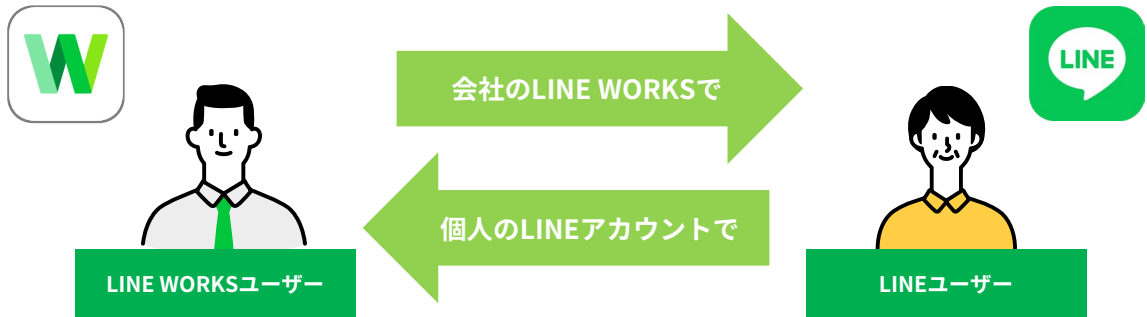 W
LINE
会社のLINE WORKSで
個人のLINEアカウントで
LINE WORKSユーザー
LINEユーザー